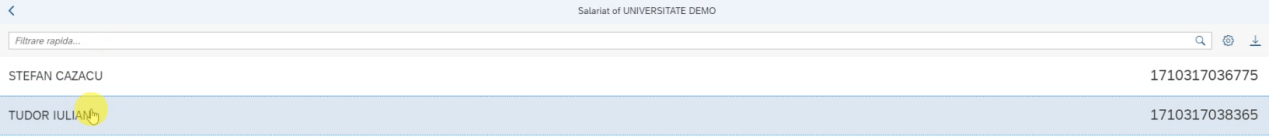 Salariat of UNIVERSITATE DEMO
Filtrare rapida...
STEFAN CAZACU 1710317036775
TUDOR IULIAN 1710317038365